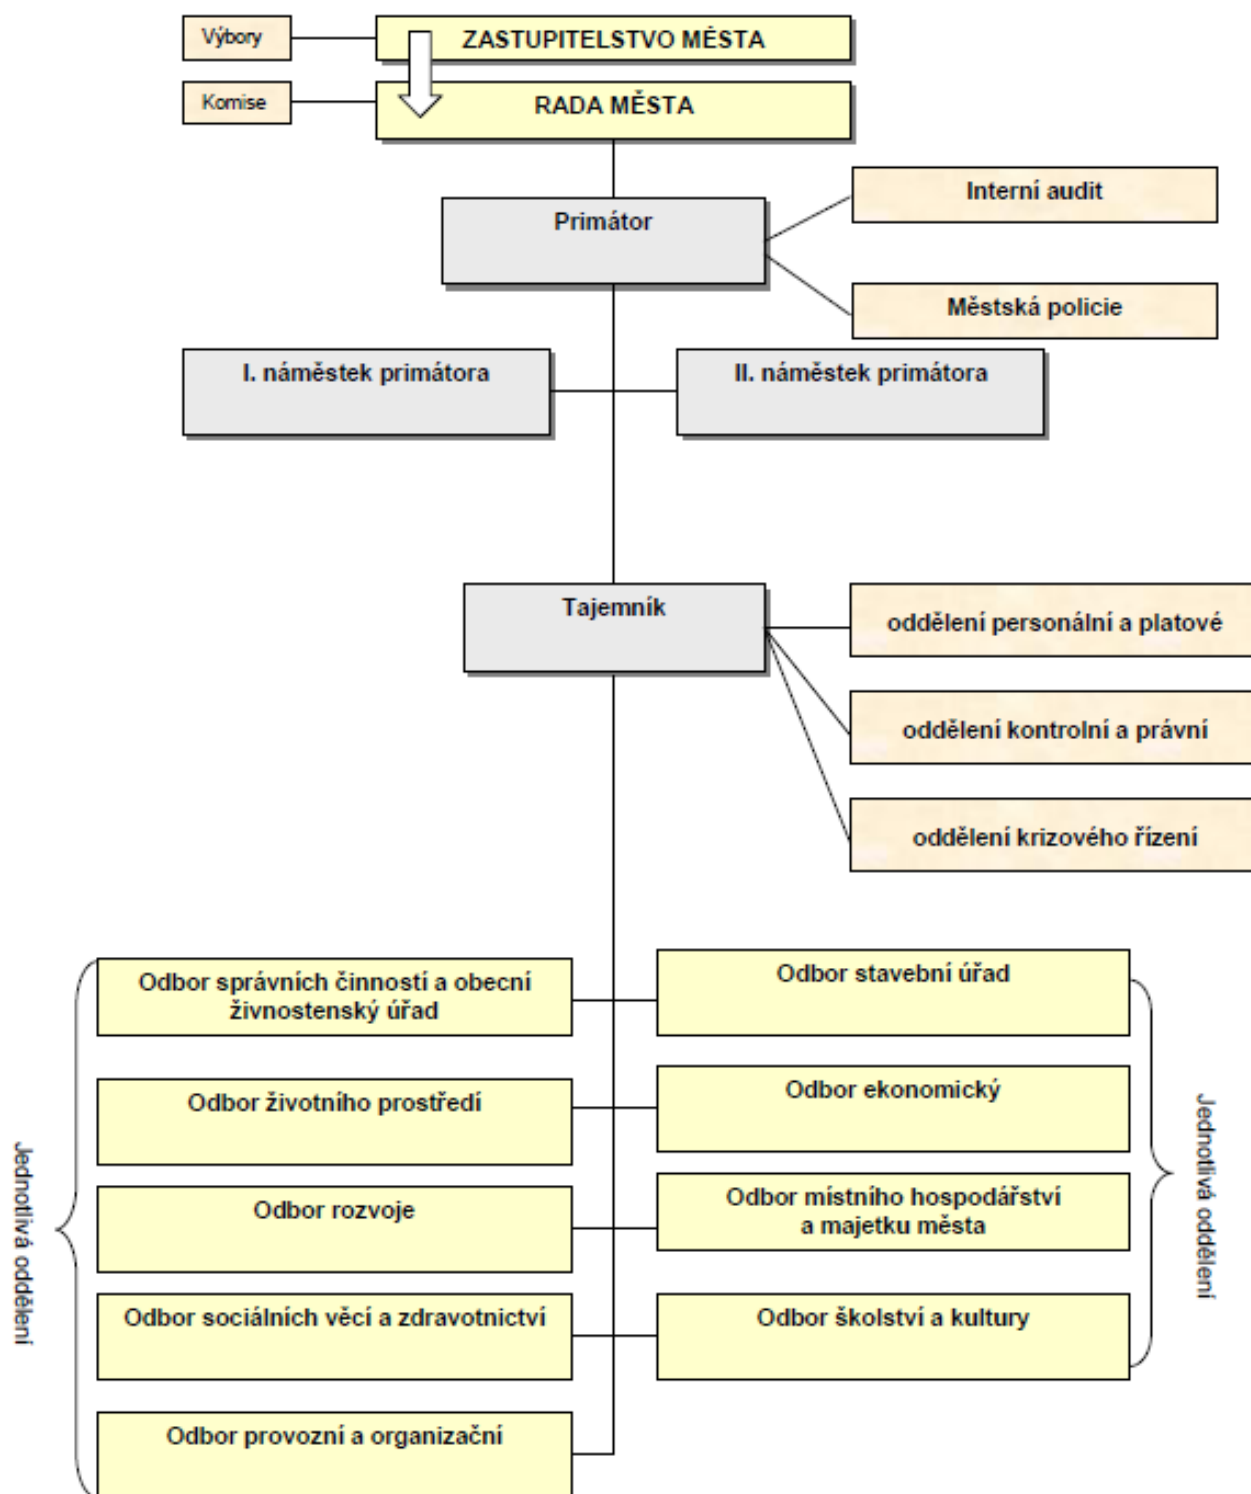 Výbory
ZASTUPITELSTVO MĚSTA
Komise
RADA MĚSTA
Primátor
Interní audit
Městská policie
I. náměstek primátora
II. náměstek primátora
Tajemník
oddělení personální a platové
oddělení kontrolní a právní
oddělení krizového řízení
Odbor správních činností a obecní
živnostenský úřad
Odbor stavební úřad
Odbor životního prostředí
Odbor ekonomický
Odbor rozvoje
Odbor místního hospodářství
a majetku města
Odbor sociálních věcí a zdravotnictví
Odbor školství a kultury
Odbor provozní a organizační
Jednotlivá oddělení
Jednotlivá oddělení